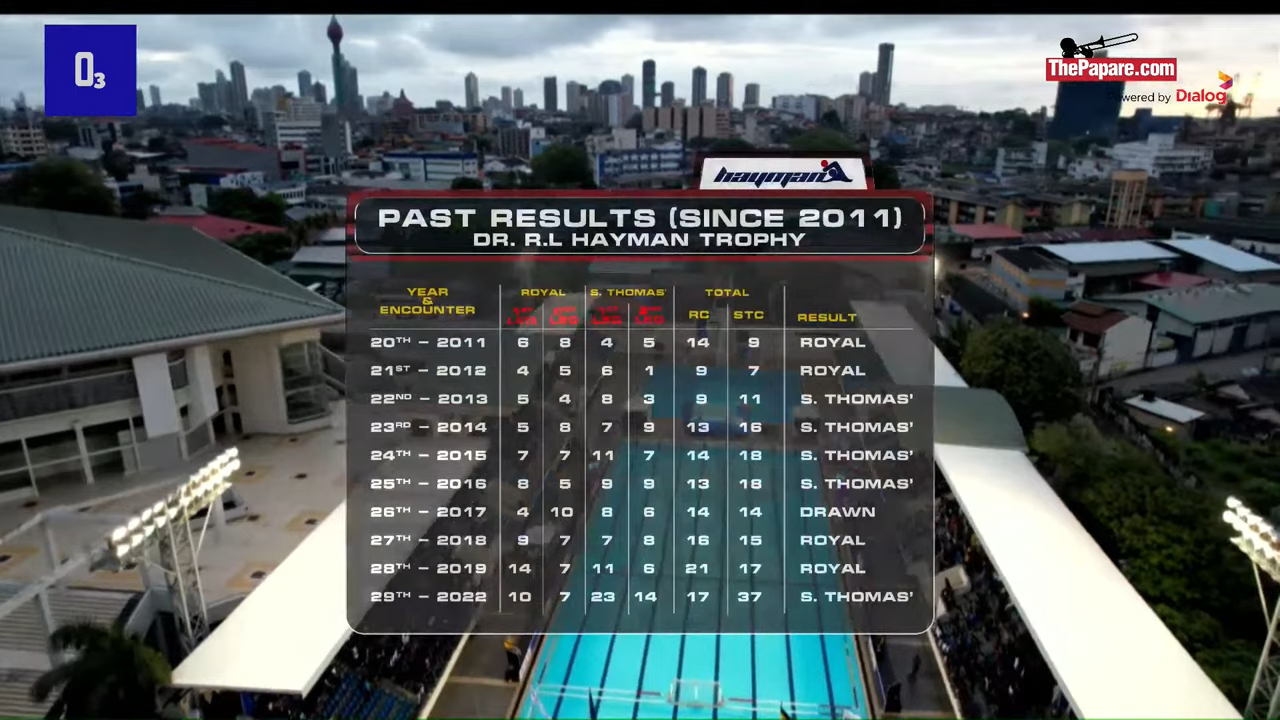 O3
ThePapare.com
Powered by Dialog
hayman
PAST RESULTS (SINCE 2011)
DR. R.L HAYMAN TROPHY
YEAR & ENCOUNTER ROYAL S. THOMAS' TOTAL
RC STC RESULT
20TH – 2011 6 8 4 5 14 9 ROYAL
21ST – 2012 4 5 6 1 9 7 ROYAL
22ND – 2013 5 4 8 3 9 11 S. THOMAS'
23RD – 2014 5 8 7 9 13 16 S. THOMAS'
24TH – 2015 7 7 11 7 14 18 S. THOMAS'
25TH – 2016 8 5 9 9 13 18 S. THOMAS'
26TH – 2017 4 10 8 6 14 14 DRAWN
27TH – 2018 9 7 7 8 16 15 ROYAL
28TH – 2019 14 7 11 6 21 17 ROYAL
29TH – 2022 10 7 23 14 17 37 S. THOMAS'